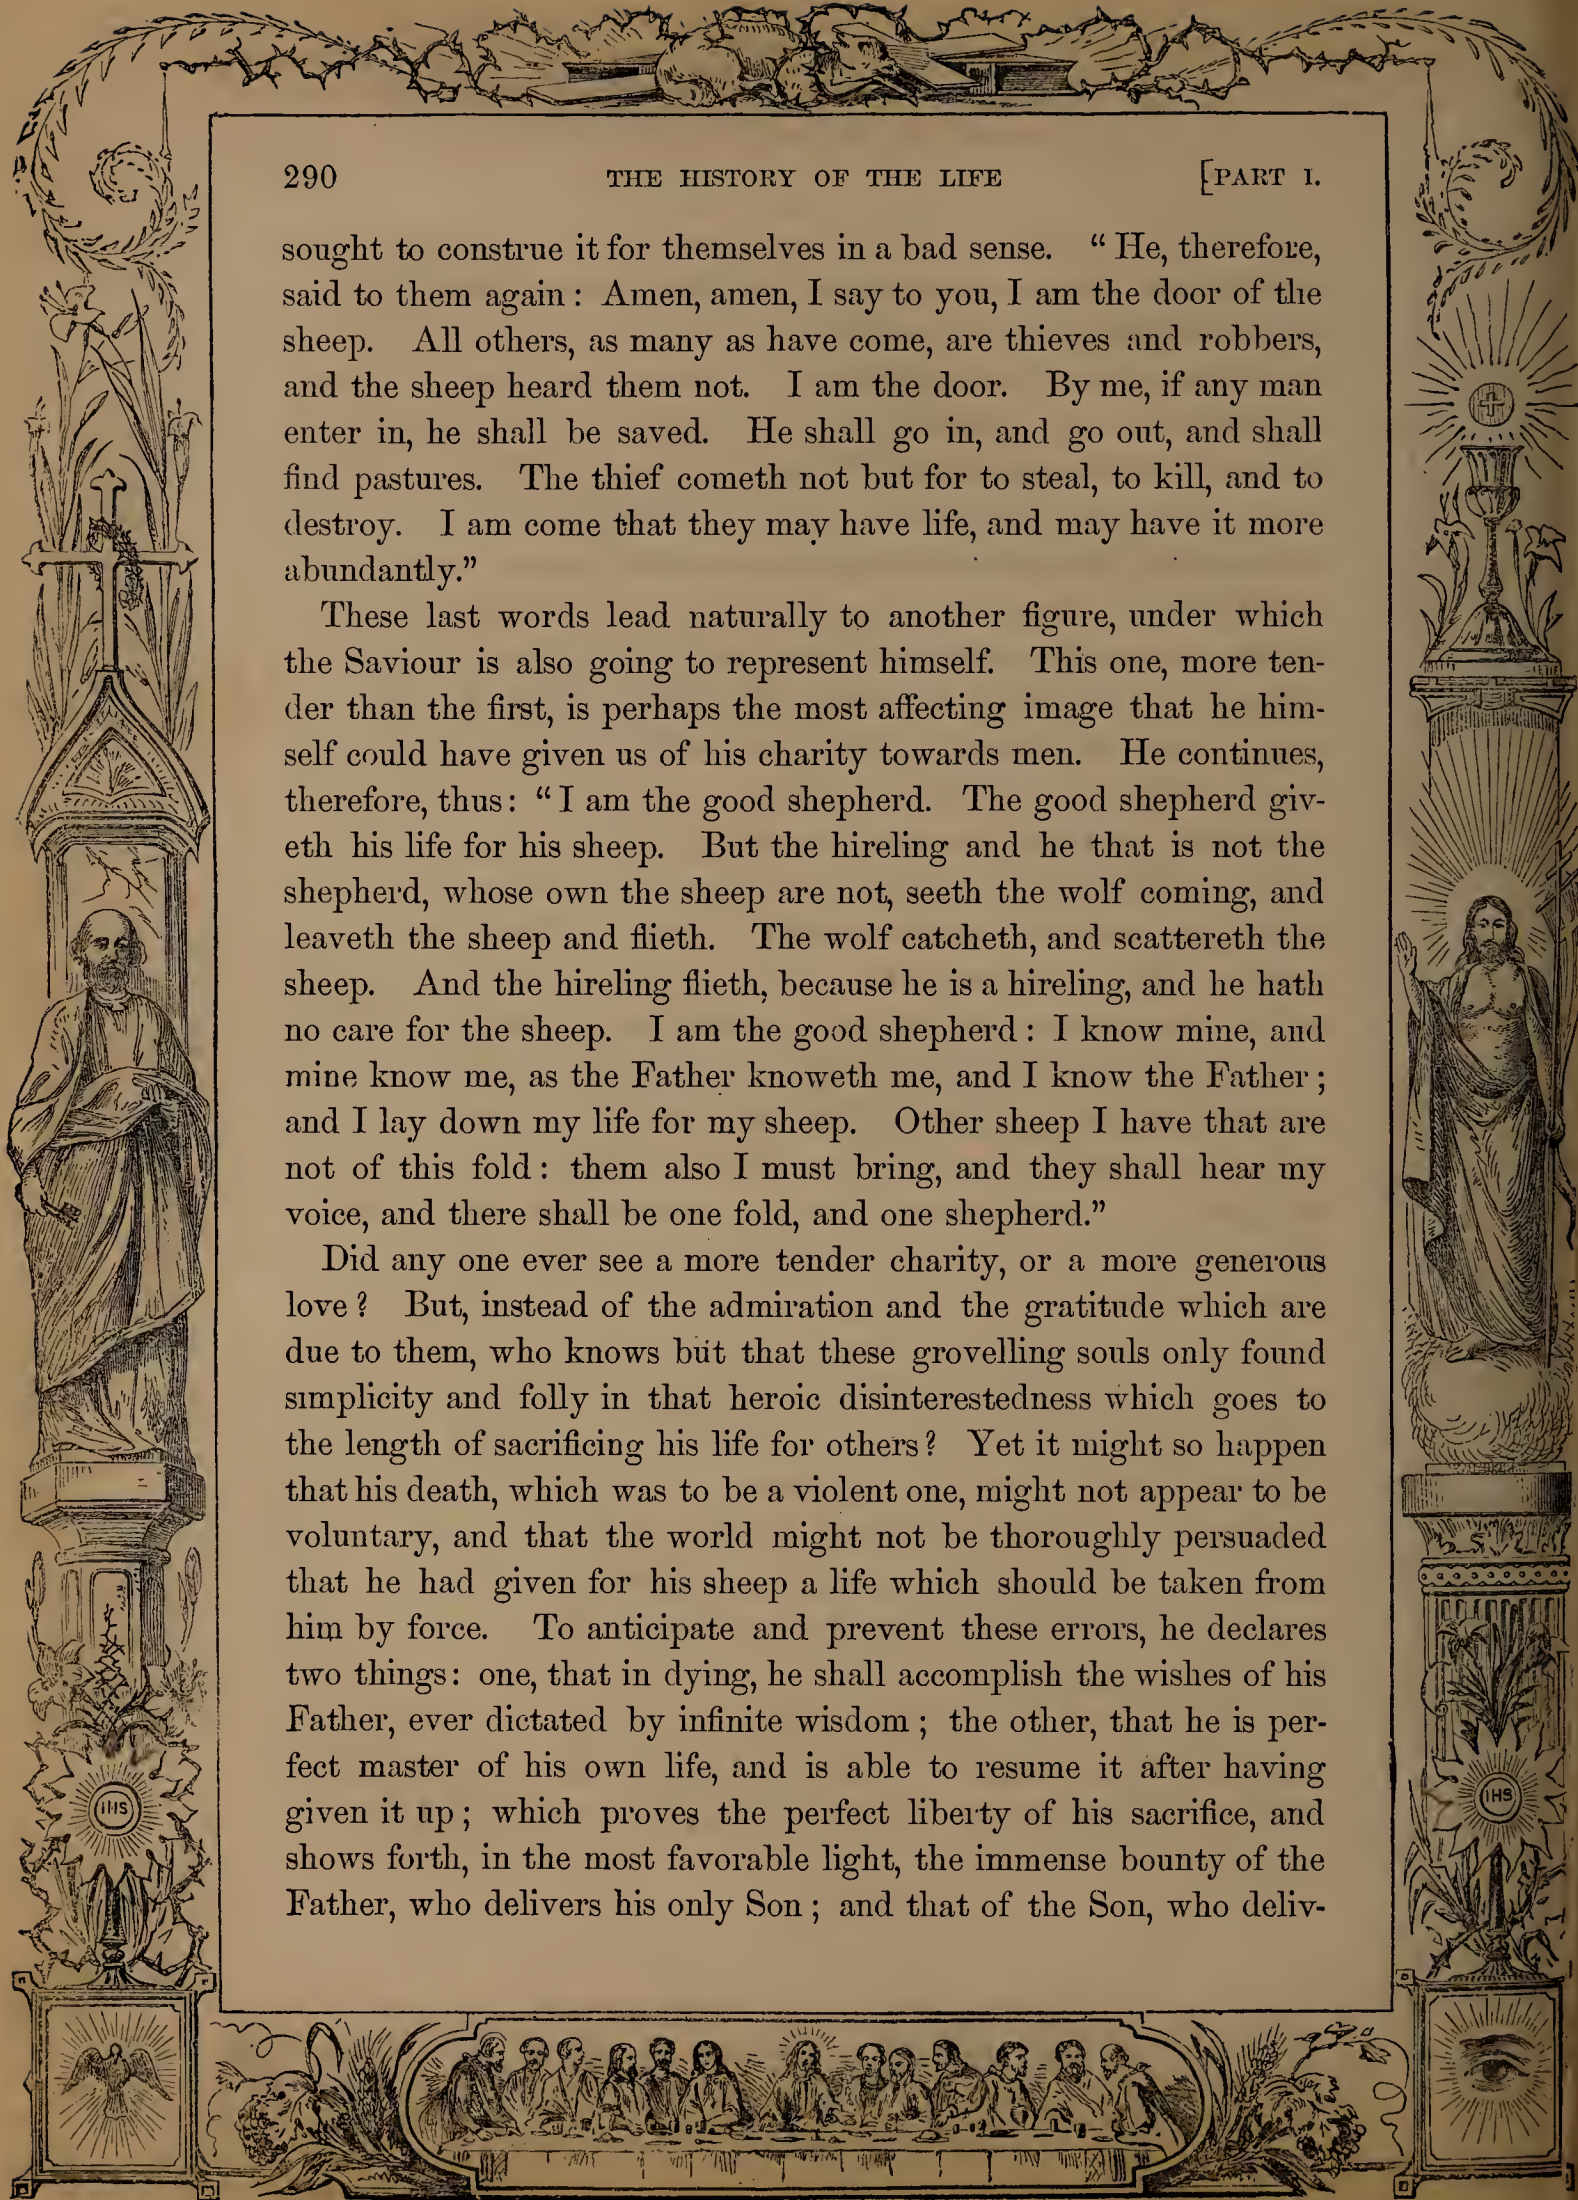 290 THE HISTORY OF THE LIFE [PART I.
sought to construe it for themselves in a bad sense. “ He, therefore,
said to them again : Amen, amen, I say to you, I am the door of the
sheep. All others, as many as have come, are thieves and robbers,
and the sheep heard them not. I am the door. By me, if any man
enter in, he shall be saved. He shall go in, and go out, and shall
find pastures. The thief cometh not but for to steal, to kill, and to
destroy. I am come that they may have life, and may have it more
abundantly.”
These last words lead naturally to another figure, under which
the Saviour is also going to represent himself. This one, more ten-
der than the first, is perhaps the most affecting image that he him-
self could have given us of his charity towards men. He continues,
therefore, thus : “ I am the good shepherd. The good shepherd giv-
eth his life for his sheep. But the hireling and he that is not the
shepherd, whose own the sheep are not, seeth the wolf coming, and
leaveth the sheep and flieth. The wolf catcheth, and scattereth the
sheep. And the hireling flieth, because he is a hireling, and he hath
no care for the sheep. I am the good shepherd : I know mine, and
mine know me, as the Father knoweth me, and I know the Father ;
and I lay down my life for my sheep. Other sheep I have that are
not of this fold : them also I must bring, and they shall hear my
voice, and there shall be one fold, and one shepherd.”
Did any one ever see a more tender charity, or a more generous
love ? But, instead of the admiration and the gratitude which are
due to them, who knows but that these grovelling souls only found
simplicity and folly in that heroic disinterestedness which goes to
the length of sacrificing his life for others ? Yet it might so happen
that his death, which was to be a violent one, might not appear to be
voluntary, and that the world might not be thoroughly persuaded
that he had given for his sheep a life which should be taken from
him by force. To anticipate and prevent these errors, he declares
two things : one, that in dying, he shall accomplish the wishes of his
Father, ever dictated by infinite wisdom ; the other, that he is per-
fect master of his own life, and is able to resume it after having
given it up ; which proves the perfect liberty of his sacrifice, and
shows forth, in the most favorable light, the immense bounty of the
Father, who delivers his only Son ; and that of the Son, who deliv-
IHS
IHS